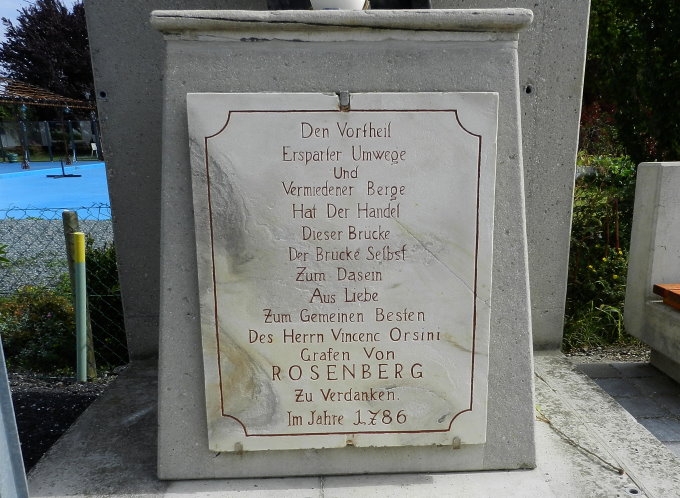 Den Vortheil
Ersparter Umwege
Und
Vermiedener Berge
Hat Der Handel
Dieser Brucke
Der Brucke Selbst
Zum Dasein
Aus Liebe
Zum Gemeinen Besten
Des Herrn Vincenc Orsini
Grafen Von
ROSENBERG
Zu Verdanken.
Im Jahre 1786